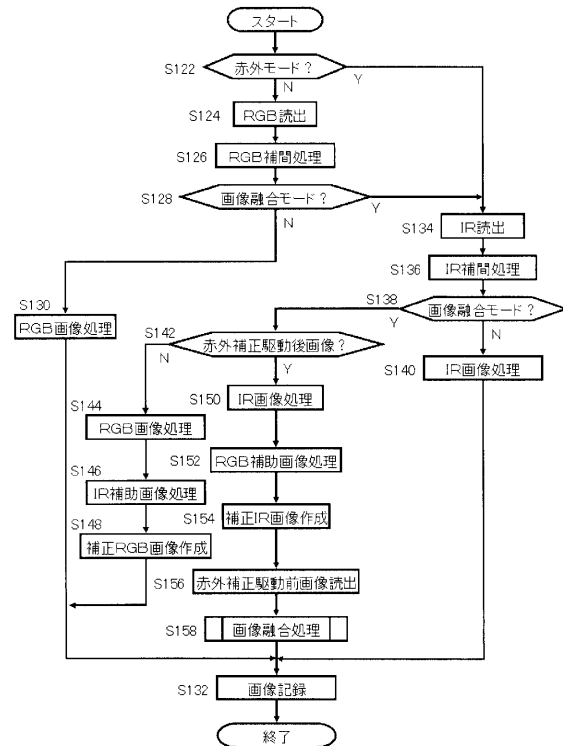 スタート
S122
赤外モード？
Y
N
S124
RGB読出
S126
RGB補間処理
S128
画像融合モード？
Y
N
S134
IR読出
S136
IR補間処理
S130
RGB画像処理
S138
画像融合モード？
Y
N
S142
赤外補正駆動後画像？
N
Y
S140
IR画像処理
S144
RGB画像処理
S150
IR画像処理
S146
IR補助画像処理
S152
RGB補助画像処理
S148
補正RGB画像作成
S154
補正IR画像作成
S156
赤外補正駆動前画像読出
S158
画像融合処理
S132
画像記録
終了